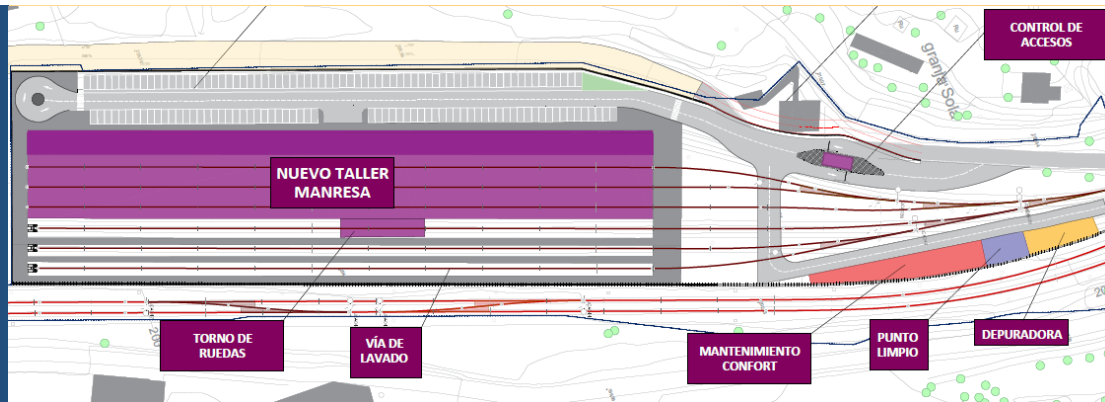 CONTROL DE
ACCESOS
granja Sola
NUEVO TALLER
MANRESA
TORNO DE
RUEDAS
VÍA DE
LAVADO
MANTENIMIENTO
CONFORT
PUNTO
LIMPIO
DEPURADORA